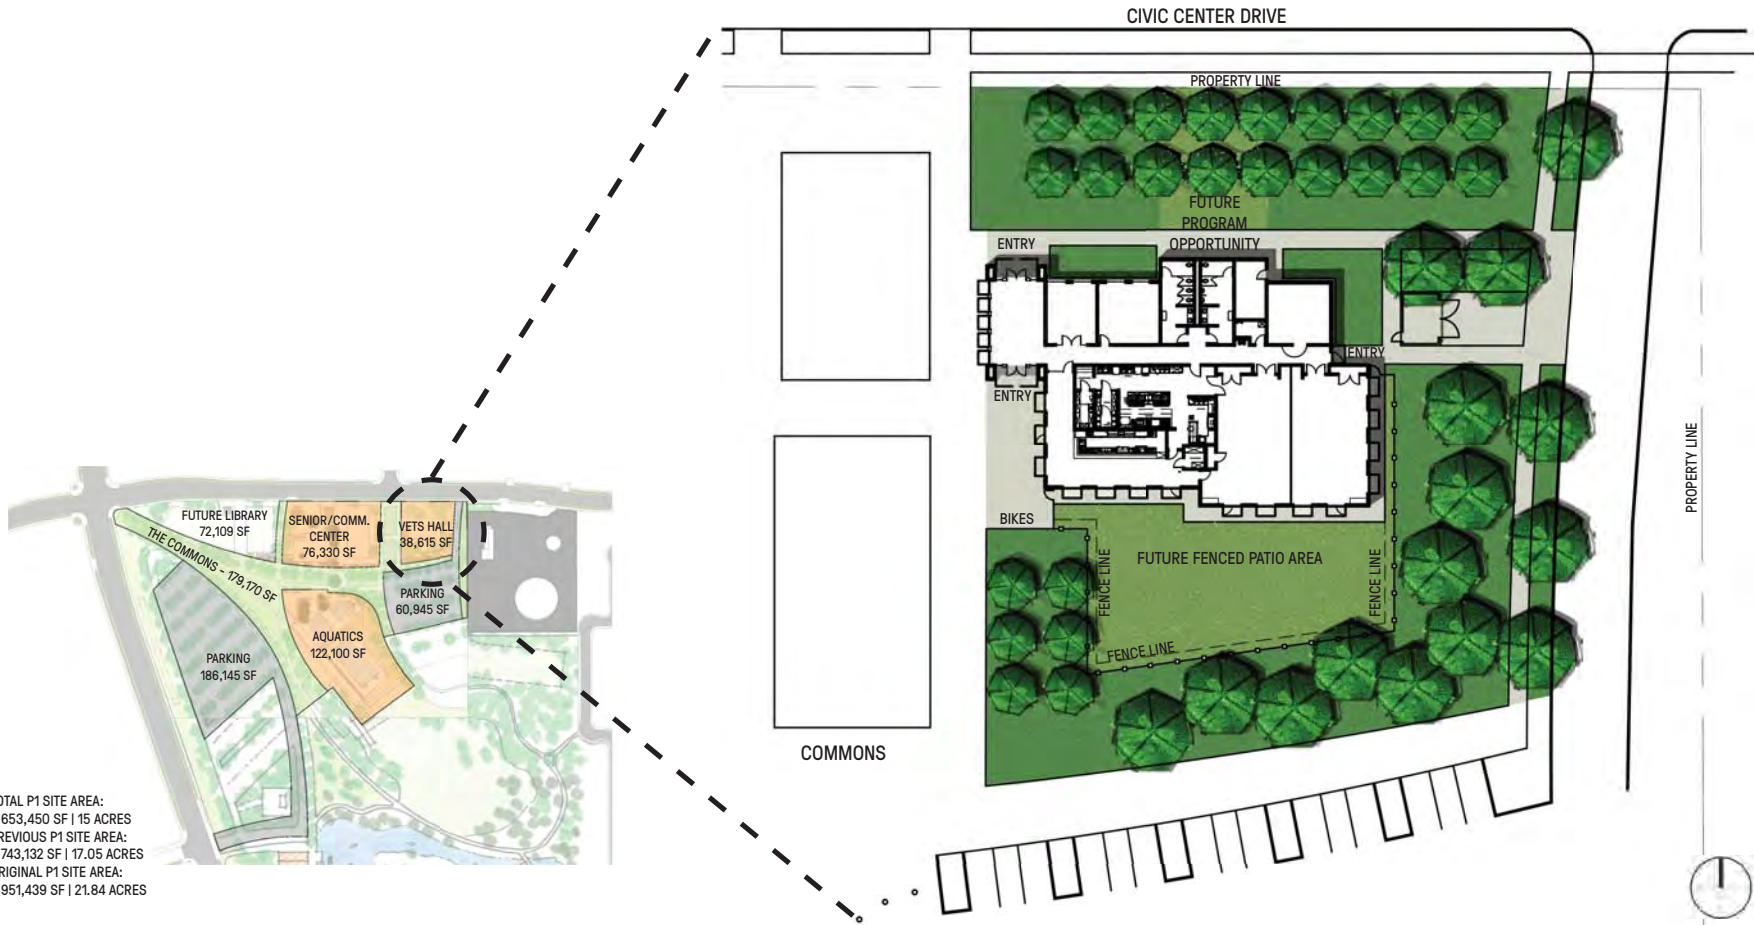 CIVIC CENTER DRIVE
PROPERTY LINE
FUTURE
PROGRAM
OPPORTUNITY
ENTRY
ENTRY
ENTRY
PROPERTY LINE
BIKES
FUTURE FENCED PATIO AREA
FENCE LINE
FENCE LINE
FENCE LINE
COMMONS
FUTURE LIBRARY
72,109 SF
SENIOR/COMM.
CENTER
76,330 SF
VETS HALL
38,615 SF
THE COMMONS - 179,170 SF
PARKING
60,945 SF
AQUATICS
122,100 SF
PARKING
186,145 SF
OTAL P1 SITE AREA:
653,450 SF | 15 ACRES
REVIOUS P1 SITE AREA:
743,132 SF | 17.05 ACRES
RIGINAL P1 SITE AREA:
951,439 SF | 21.84 ACRES